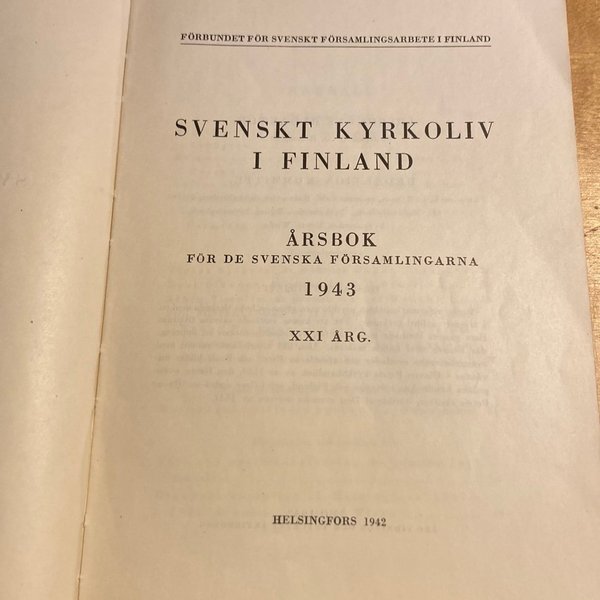 FÖRBUNDET FÖR SVENSKT FÖRSAMLINGSARBETE I FINLAND
SVENSKT KYRKOLIV
I FINLAND
ÅRSBOK
FÖR DE SVENSKA FÖRSAMLINGARNA
1943
XXI ÅRG.
HELSINGFORS 1942